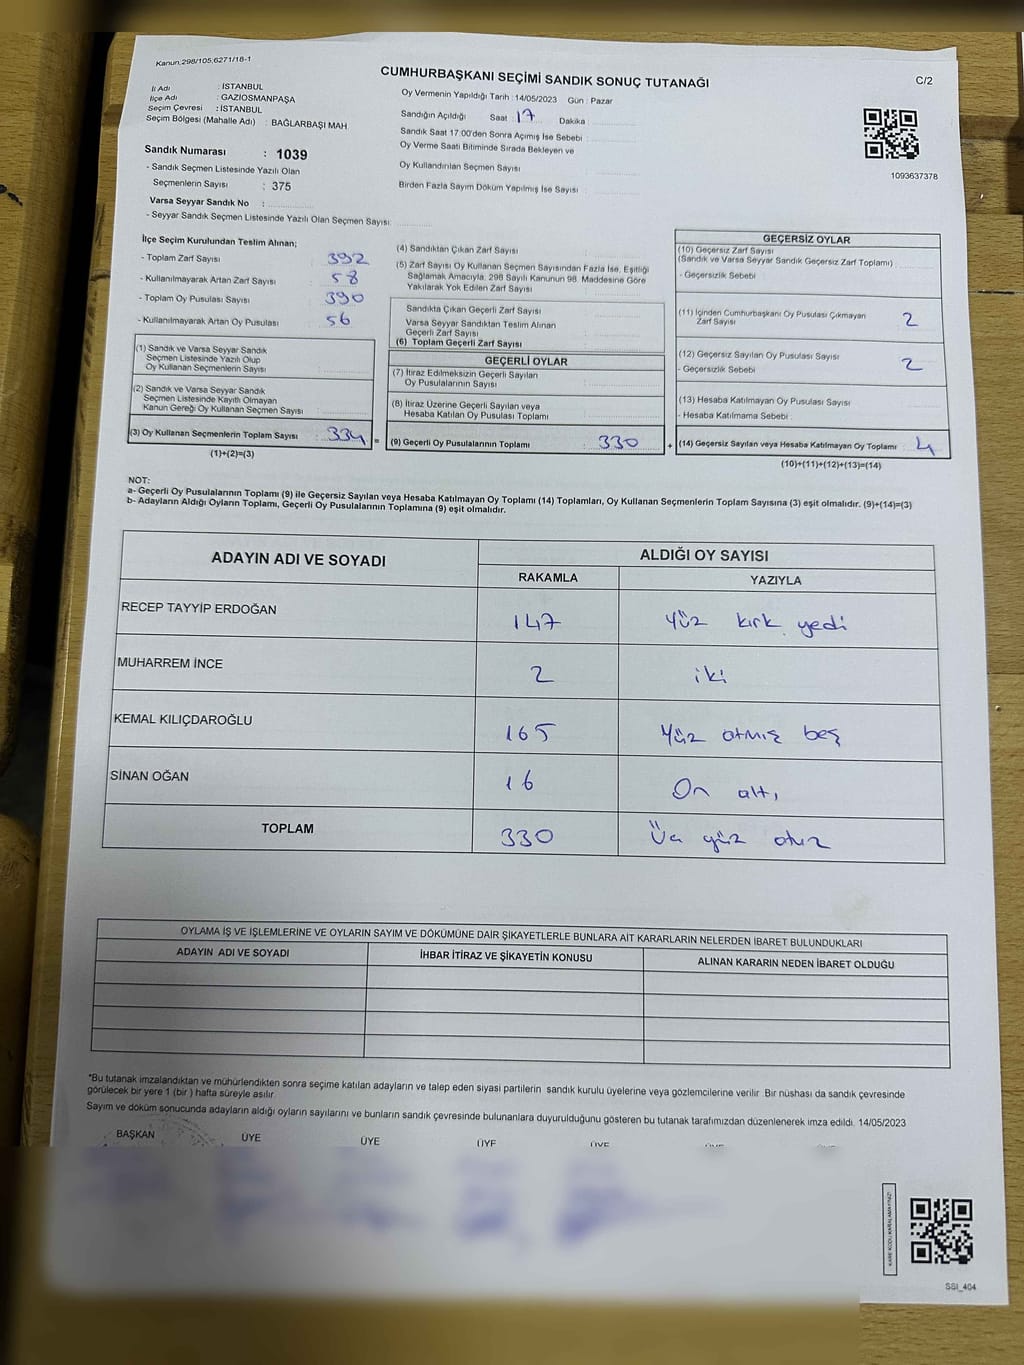 Kanun.298/105,6271/18-1
CUMHURBAŞKANI SEÇİMİ SANDIK SONUÇ TUTANAĞI
C/2
İl Adı : İSTANBUL
İlçe Adı : GAZİOSMANPAŞA
Seçim Çevresi : İSTANBUL
Seçim Bölgesi (Mahalle Adı) : BAĞLARBAŞI MAH
Oy Vermenin Yapıldığı Tarih : 14/05/2023 Gün : Pazar
Sandığın Açıldığı Saat : 17 Dakika :
Sandık Saat 17:00'den Sonra Açımış İse Sebebi :
Oy Verme Saati Bitiminde Sırada Bekleyen ve
Oy Kullandırılan Seçmen Sayısı
Birden Fazla Sayım Döküm Yapılmış İse Sayısı
1093637378
Sandık Numarası : 1039
- Sandık Seçmen Listesinde Yazılı Olan
Seçmenlerin Sayısı : 375
Varsa Seyyar Sandık No :
- Seyyar Sandık Seçmen Listesinde Yazılı Olan Seçmen Sayısı:
İlçe Seçim Kurulundan Teslim Alınan;
- Toplam Zarf Sayısı 392
- Kullanılmayarak Artan Zarf Sayısı 58
- Toplam Oy Pusulası Sayısı 390
- Kullanılmayarak Artan Oy Pusulası 56
(1) Sandık ve Varsa Seyyar Sandık
Seçmen Listesinde Yazılı Olup
Oy Kullanan Seçmenlerin Sayısı
(2) Sandık ve Varsa Seyyar Sandık
Seçmen Listesinde Kayıtlı Olmayan
Kanun Gereği Oy Kullanan Seçmen Sayısı
(3) Oy Kullanan Seçmenlerin Toplam Sayısı : 334 =
(1)+(2)=(3)
(4) Sandıktan Çıkan Zarf Sayısı
(5) Zarf Sayısı Oy Kullanan Seçmen Sayısından Fazla İse, Eşitliği
Sağlamak Amacıyla, 298 Sayılı Kanunun 98. Maddesine Göre
Yakılarak Yok Edilen Zarf Sayısı
Sandıkta Çıkan Geçerli Zarf Sayısı
Varsa Seyyar Sandıktan Teslim Alınan
Geçerli Zarf Sayısı
(6) Toplam Geçerli Zarf Sayısı
GEÇERLİ OYLAR
(7) İtiraz Edilmeksizin Geçerli Sayılan
Oy Pusulalarının Sayısı
(8) İtiraz Üzerine Geçerli Sayılan veya
Hesaba Katılan Oy Pusulası Toplamı
(9) Geçerli Oy Pusulalarının Toplamı : 330 +
GEÇERSİZ OYLAR
(10) Geçersiz Zarf Sayısı
(Sandık ve Varsa Seyyar Sandık Geçersiz Zarf Toplamı)
- Geçersizlik Sebebi :
(11) İçinden Cumhurbaşkanı Oy Pusulası Çıkmayan
Zarf Sayısı 2
(12) Geçersiz Sayılan Oy Pusulası Sayısı 2
- Geçersizlik Sebebi :
(13) Hesaba Katılmayan Oy Pusulası Sayısı
- Hesaba Katılmama Sebebi :
(14) Geçersiz Sayılan veya Hesaba Katılmayan Oy Toplamı 4
(10)+(11)+(12)+(13)=(14)
NOT:
a- Geçerli Oy Pusulalarının Toplamı (9) ile Geçersiz Sayılan veya Hesaba Katılmayan Oy Toplamı (14) Toplamları, Oy Kullanan Seçmenlerin Toplam Sayısına (3) eşit olmalıdır. (9)+(14)=(3)
b- Adayların Aldığı Oyların Toplamı, Geçerli Oy Pusulalarının Toplamına (9) eşit olmalıdır.
ADAYIN ADI VE SOYADI ALDIĞI OY SAYISI
RAKAMLA YAZIYLA
RECEP TAYYİP ERDOĞAN 147 Yüz kırk yedi
MUHARREM İNCE 2 iki
KEMAL KILIÇDAROĞLU 165 Yüz atmış beş
SİNAN OĞAN 16 On altı
TOPLAM 330 Üç yüz otuz
OYLAMA İŞ VE İŞLEMLERİNE VE OYLARIN SAYIM VE DÖKÜMÜNE DAİR ŞİKAYETLERLE BUNLARA AİT KARARLARIN NELERDEN İBARET BULUNDUKLARI
ADAYIN ADI VE SOYADI İHBAR İTİRAZ VE ŞİKAYETİN KONUSU ALINAN KARARIN NEDEN İBARET OLDUĞU
*Bu tutanak imzalandıktan ve mühürlendikten sonra seçime katılan adayların ve talep eden siyasi partilerin sandık kurulu üyelerine veya gözlemcilerine verilir. Bir nüshası da sandık çevresinde
görülecek bir yere 1 (bir) hafta süreyle asılır.
Sayım ve döküm sonucunda adayların aldığı oyların sayılarını ve bunların sandık çevresinde bulunanlara duyurulduğunu gösteren bu tutanak tarafımızdan düzenlenerek imza edildi. 14/05/2023
BAŞKAN ÜYE ÜYE ÜYE ÜYE
KARE KODU KARALAMAYINIZ!
SSI_404